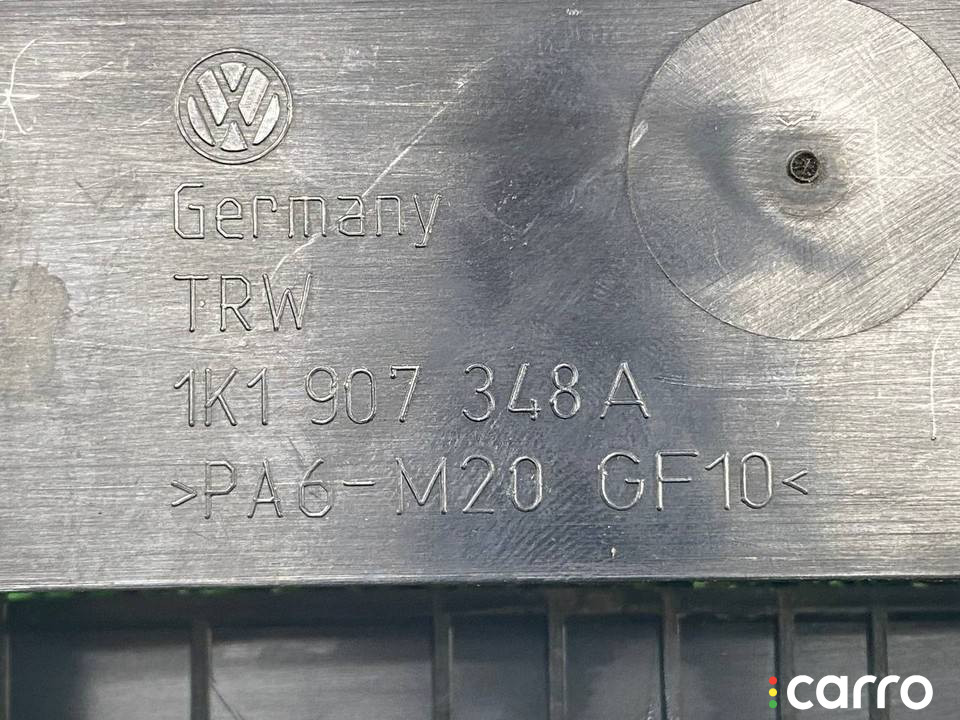 Germany
TRW
1K1 907 348 A
>PA6-M20 GF10<
carro